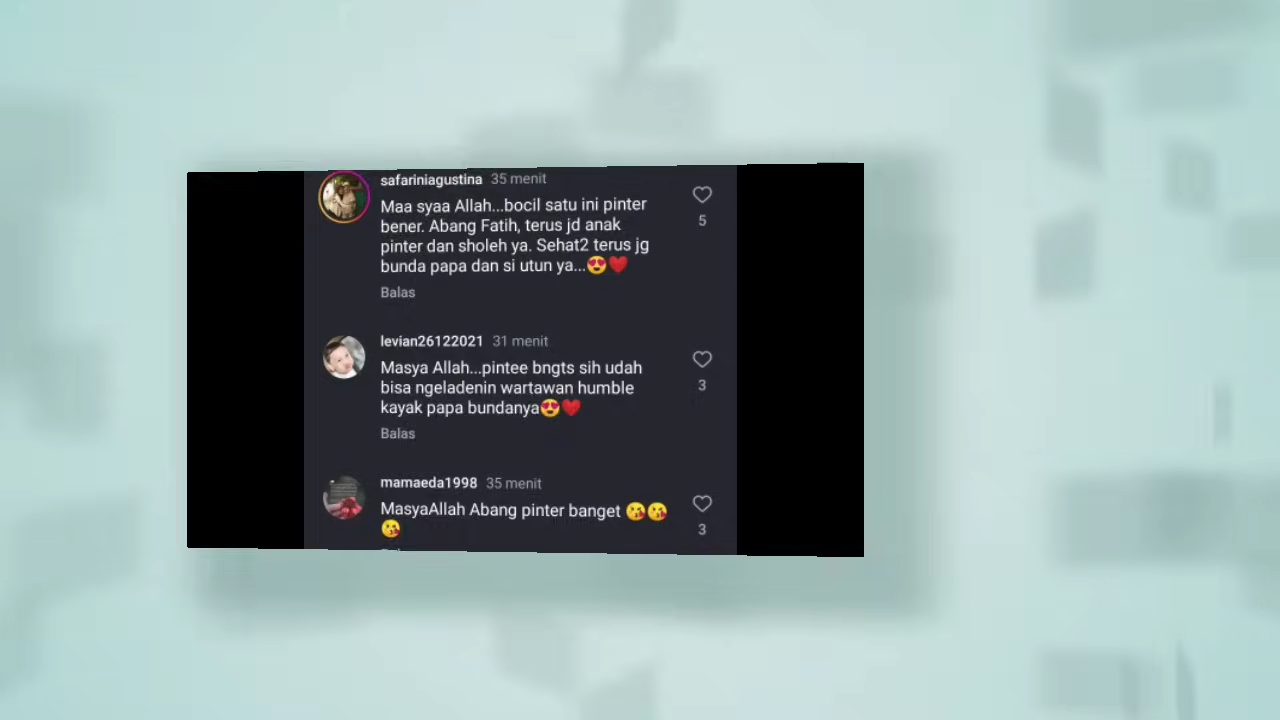 safariniagustina 35 menit
Maa syaa Allah...bocil satu ini pinter
bener. Abang Fatih, terus jd anak
pinter dan sholeh ya. Sehat2 terus jg
bunda papa dan si utun ya...😍❤️
5
Balas
levian26122021 31 menit
Masya Allah...pintee bngts sih udah
bisa ngeladenin wartawan humble
kayak papa bundanya😍❤️
3
Balas
mamaeda1998 35 menit
MasyaAllah Abang pinter banget 😘😘
😘
3